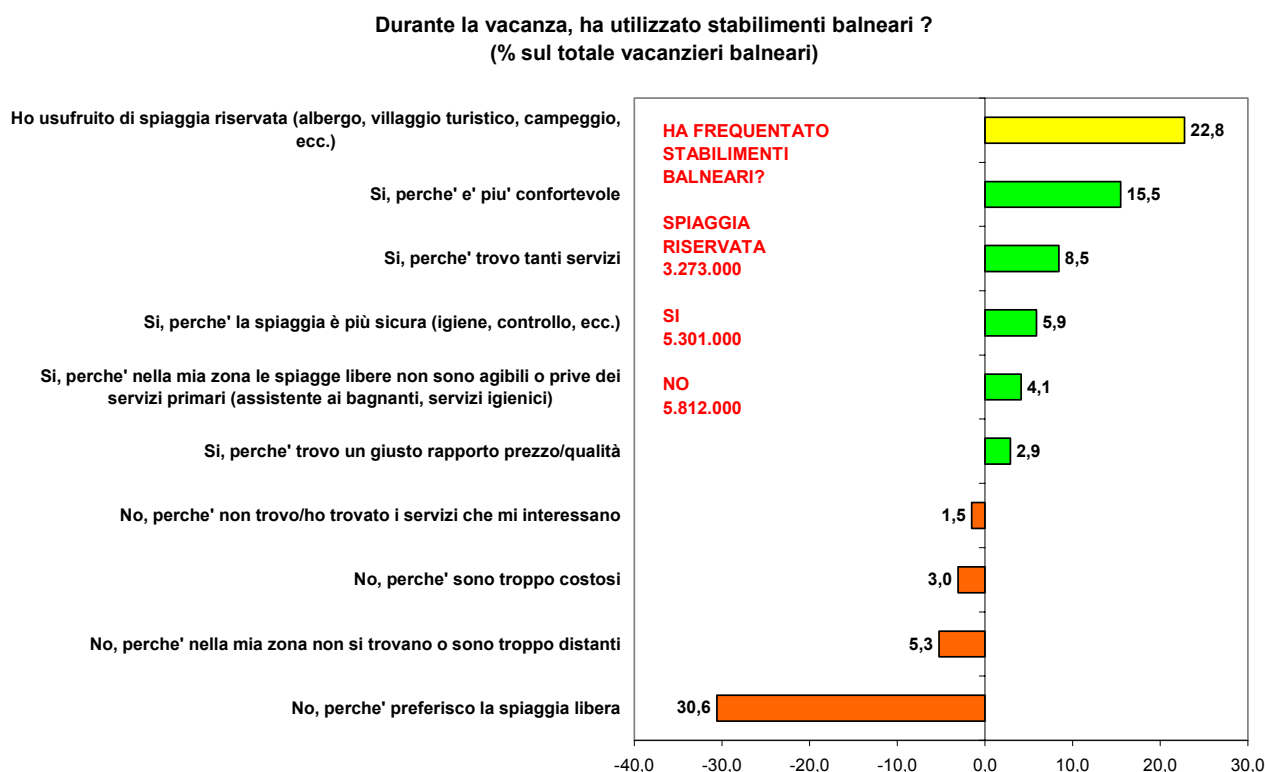 Durante la vacanza, ha utilizzato stabilimenti balneari ?
(% sul totale vacanzieri balneari)
Ho usufruito di spiaggia riservata (albergo, villaggio turistico, campeggio,
ecc.)
22,8
Si, perche' e' piu' confortevole
15,5
Si, perche' trovo tanti servizi
8,5
Si, perche' la spiaggia è più sicura (igiene, controllo, ecc.)
5,9
Si, perche' nella mia zona le spiagge libere non sono agibili o prive dei
servizi primari (assistente ai bagnanti, servizi igienici)
4,1
Si, perche' trovo un giusto rapporto prezzo/qualità
2,9
No, perche' non trovo/ho trovato i servizi che mi interessano
1,5
No, perche' sono troppo costosi
3,0
No, perche' nella mia zona non si trovano o sono troppo distanti
5,3
No, perche' preferisco la spiaggia libera
30,6
HA FREQUENTATO
STABILIMENTI
BALNEARI?
SPIAGGIA
RISERVATA
3.273.000
SI
5.301.000
NO
5.812.000
-40,0 -30,0 -20,0 -10,0 0,0 10,0 20,0 30,0